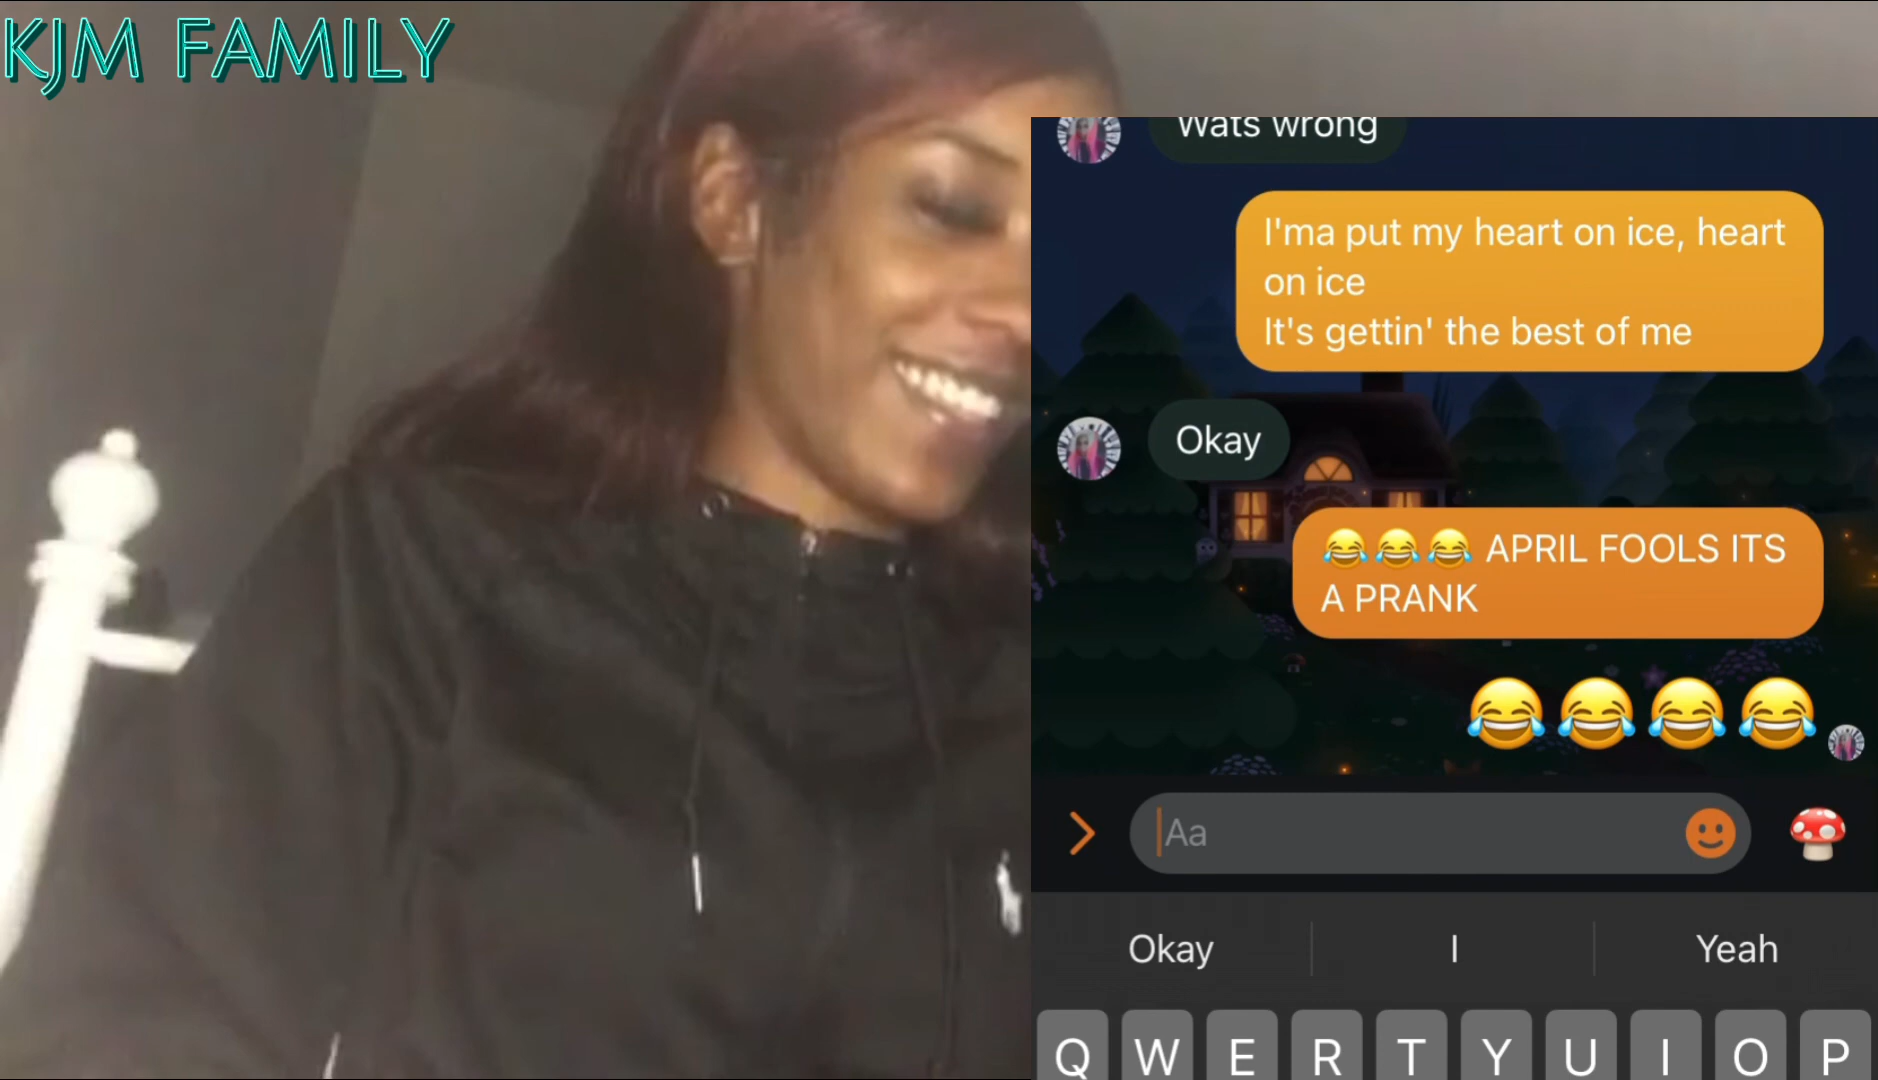 KJM FAMILY
Wats wrong
I'ma put my heart on ice, heart
on ice
It's gettin' the best of me
Okay
😂😂😂 APRIL FOOLS ITS
A PRANK
😂😂😂😂
Aa
Okay I Yeah
Q W E R T Y U I O P